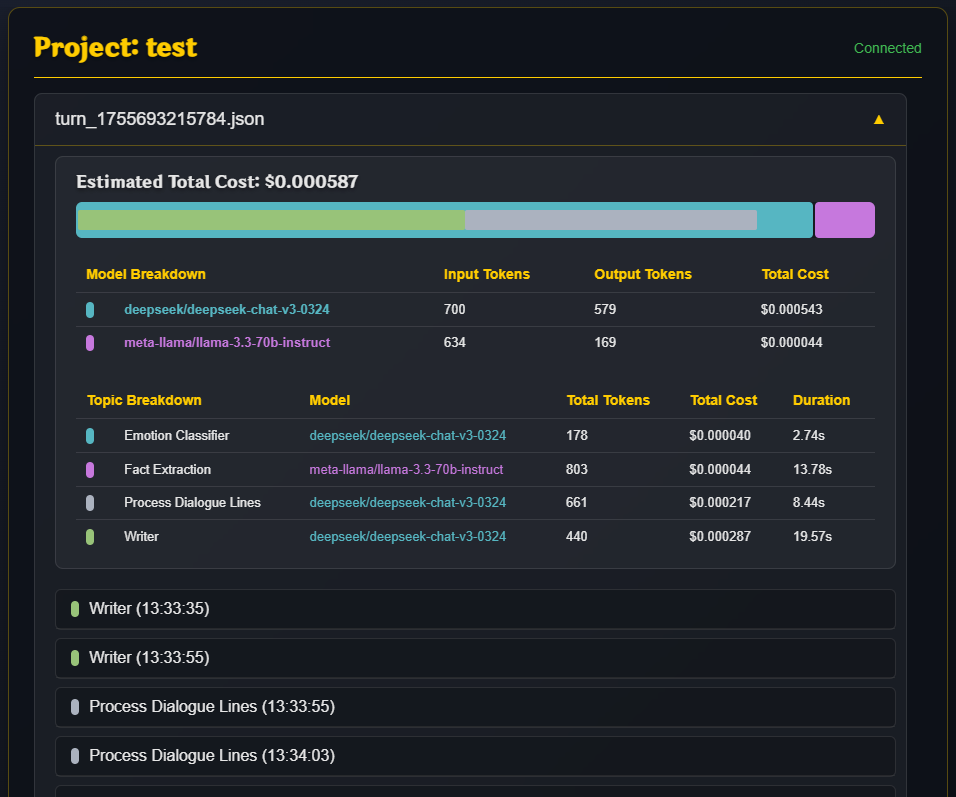 Project: test
Connected
turn_1755693215784.json
Estimated Total Cost: $0.000587
Model Breakdown Input Tokens Output Tokens Total Cost
deepseek/deepseek-chat-v3-0324 700 579 $0.000543
meta-llama/llama-3.3-70b-instruct 634 169 $0.000044
Topic Breakdown Model Total Tokens Total Cost Duration
Emotion Classifier deepseek/deepseek-chat-v3-0324 178 $0.000040 2.74s
Fact Extraction meta-llama/llama-3.3-70b-instruct 803 $0.000044 13.78s
Process Dialogue Lines deepseek/deepseek-chat-v3-0324 661 $0.000217 8.44s
Writer deepseek/deepseek-chat-v3-0324 440 $0.000287 19.57s
Writer (13:33:35)
Writer (13:33:55)
Process Dialogue Lines (13:33:55)
Process Dialogue Lines (13:34:03)